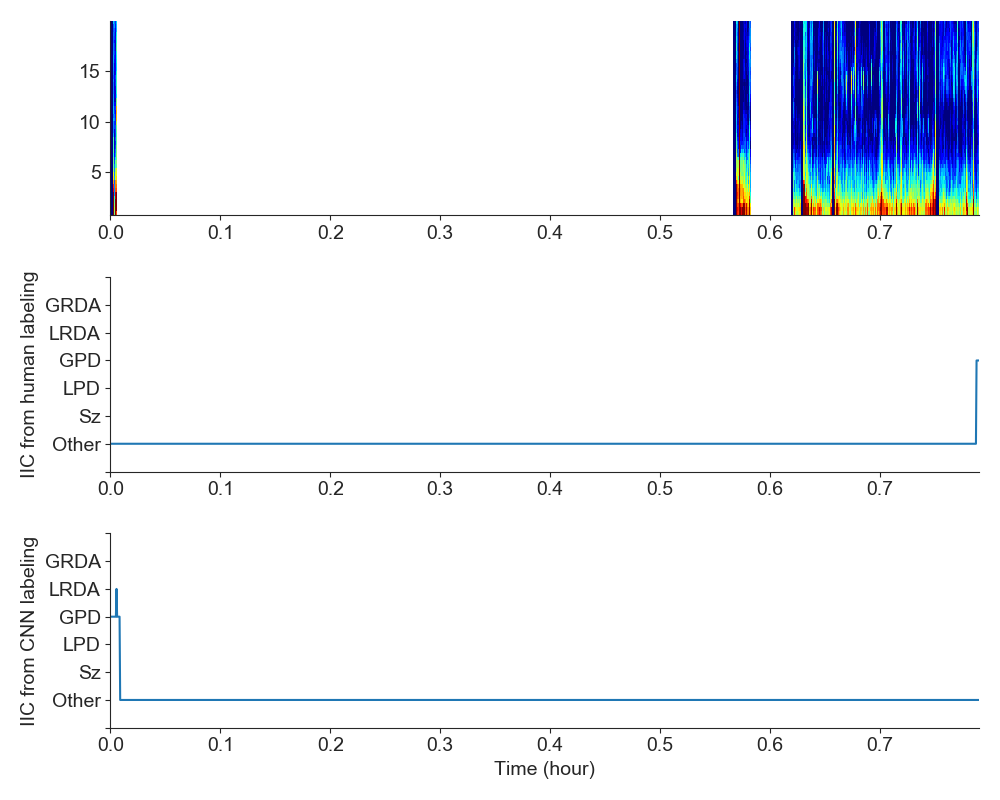 15
10
5
0.0 0.1 0.2 0.3 0.4 0.5 0.6 0.7
IIC from human labeling
GRDA
LRDA
GPD
LPD
Sz
Other
0.0 0.1 0.2 0.3 0.4 0.5 0.6 0.7
IIC from CNN labeling
GRDA
LRDA
GPD
LPD
Sz
Other
0.0 0.1 0.2 0.3 0.4 0.5 0.6 0.7
Time (hour)